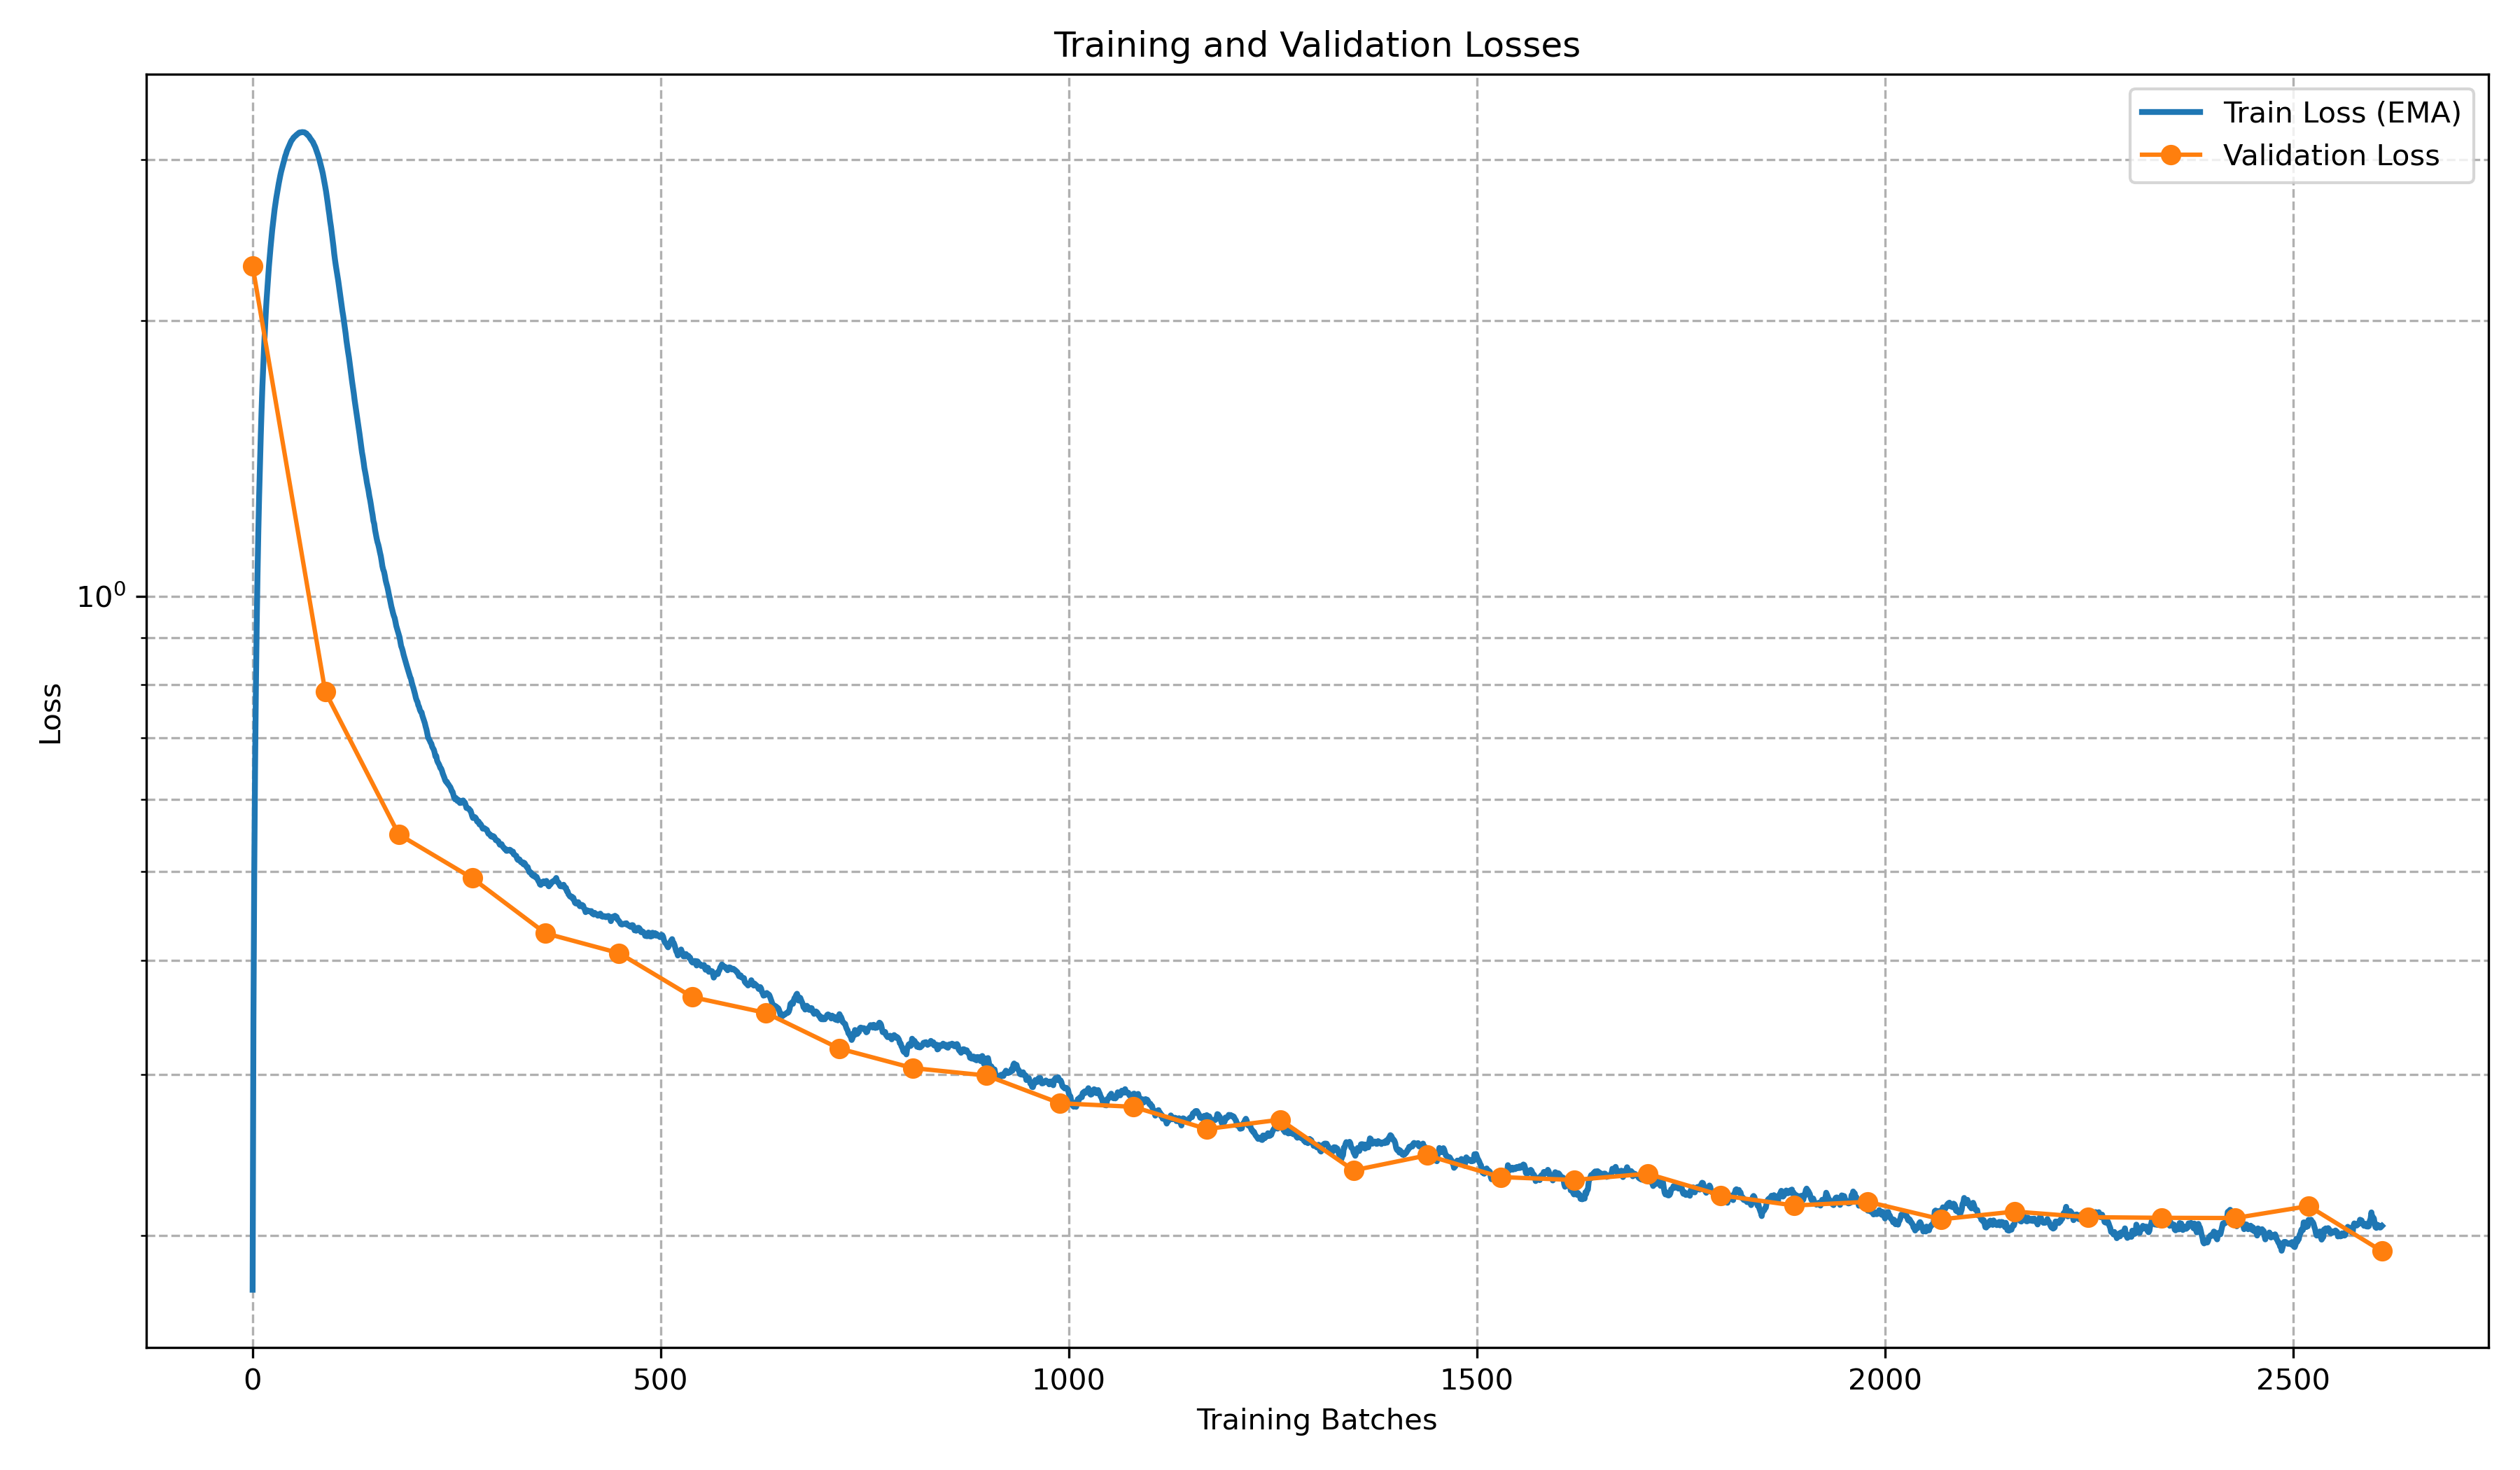 Training and Validation Losses
Train Loss (EMA)
Validation Loss
10⁰
Loss
0 500 1000 1500 2000 2500
Training Batches